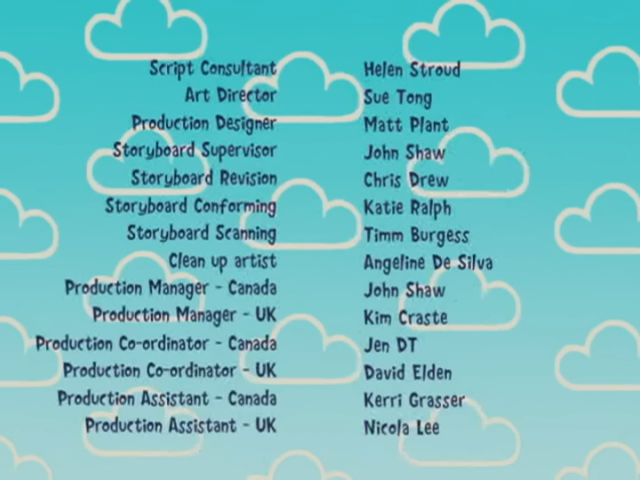 Script Consultant Helen Stroud
Art Director Sue Tong
Production Designer Matt Plant
Storyboard Supervisor John Shaw
Storyboard Revision Chris Drew
Storyboard Conforming Katie Ralph
Storyboard Scanning Timm Burgess
Clean up artist Angeline De Silva
Production Manager - Canada John Shaw
Production Manager - UK Kim Craste
Production Co-ordinator - Canada Jen DT
Production Co-ordinator - UK David Elden
Production Assistant - Canada Kerri Grasser
Production Assistant - UK Nicola Lee